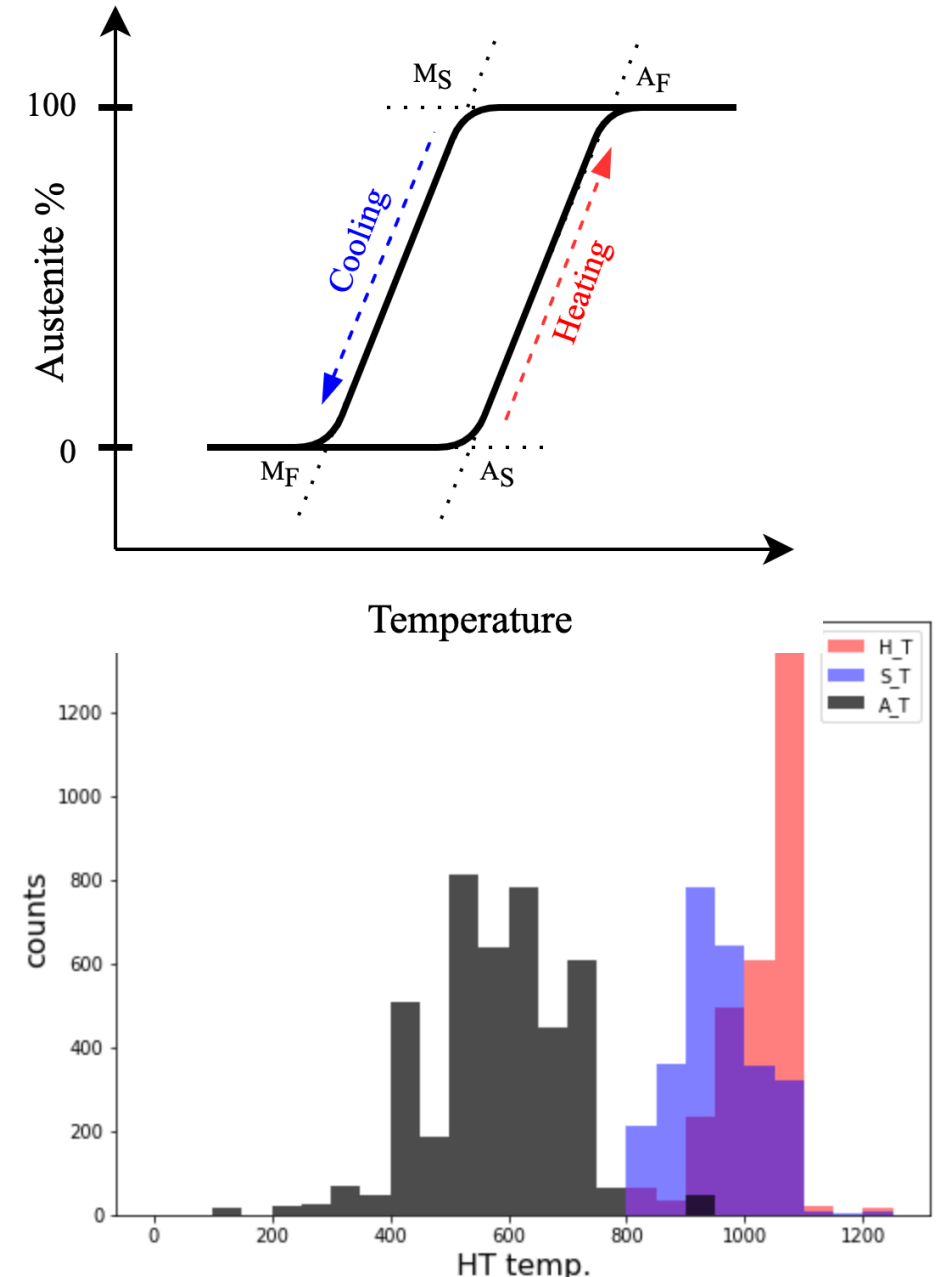 MS
AF
100
Cooling
Heating
Austenite %
0
MF
AS
Temperature
H_T
S_T
A_T
1200
1000
800
600
400
200
0
counts
0 200 400 600 800 1000 1200
HT temp.